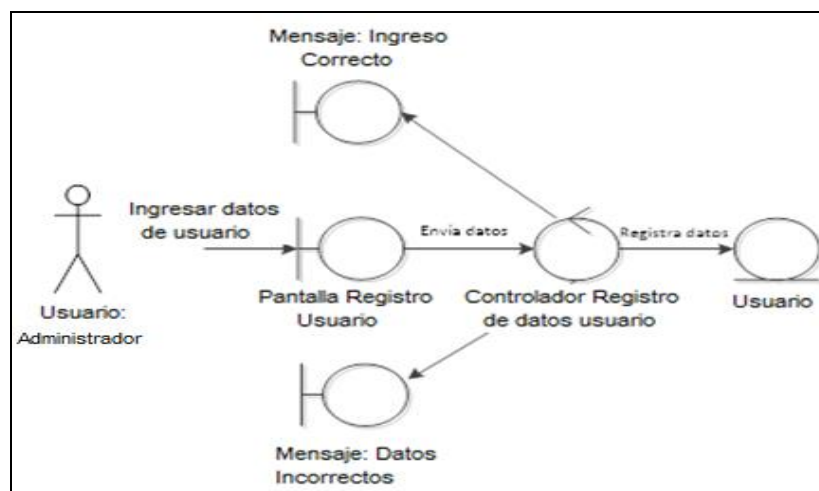 Mensaje: Ingreso
Correcto
Ingresar datos
de usuario
Envía datos
Registra datos
Usuario:
Administrador
Pantalla Registro
Usuario
Controlador Registro
de datos usuario
Usuario
Mensaje: Datos
Incorrectos